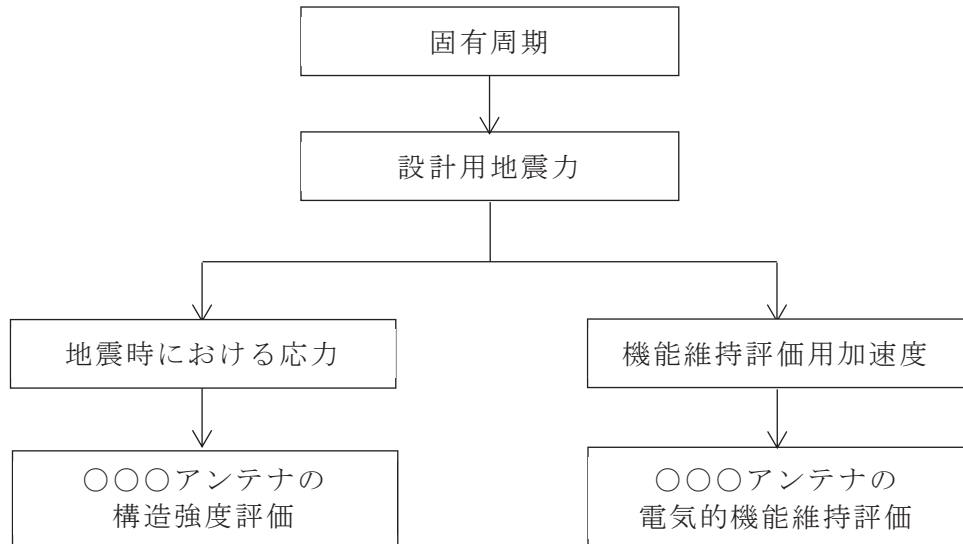 固有周期
設計用地震力
地震時における応力
機能維持評価用加速度
○○○アンテナの
構造強度評価
○○○アンテナの
電気的機能維持評価